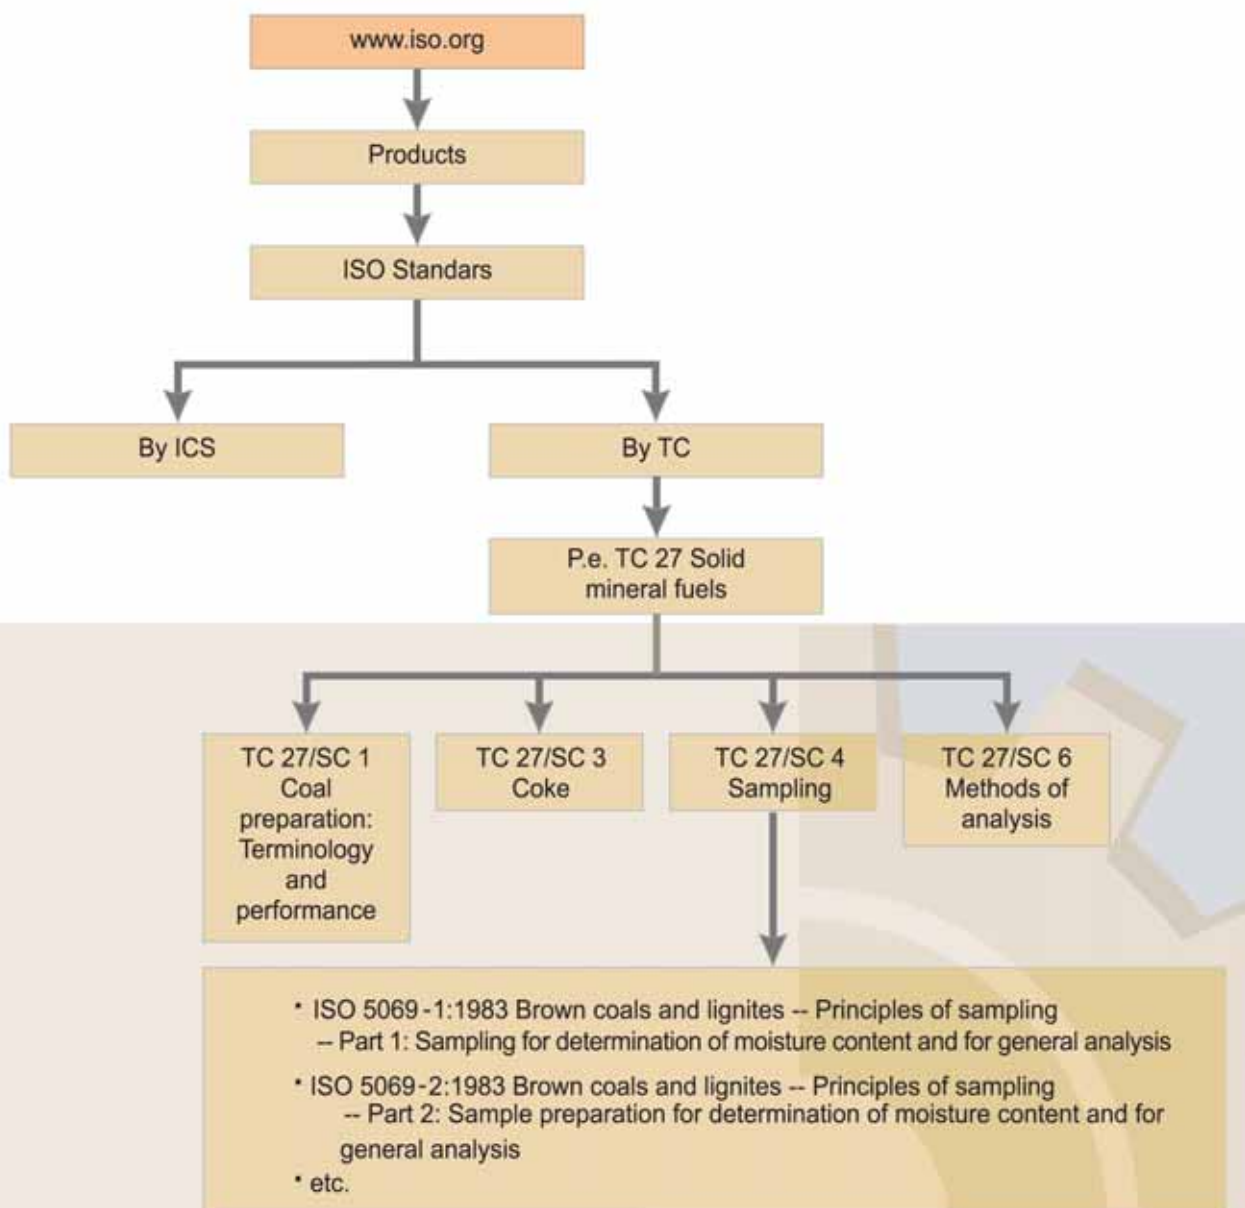 www.iso.org
Products
ISO Standars
By ICS
By TC
P.e. TC 27 Solid
mineral fuels
TC 27/SC 1
Coal
preparation:
Terminology
and
performance
TC 27/SC 3
Coke
TC 27/SC 4
Sampling
TC 27/SC 6
Methods of
analysis
• ISO 5069-1:1983 Brown coals and lignites -- Principles of sampling
-- Part 1: Sampling for determination of moisture content and for general analysis
• ISO 5069-2:1983 Brown coals and lignites -- Principles of sampling
-- Part 2: Sample preparation for determination of moisture content and for
general analysis
• etc.